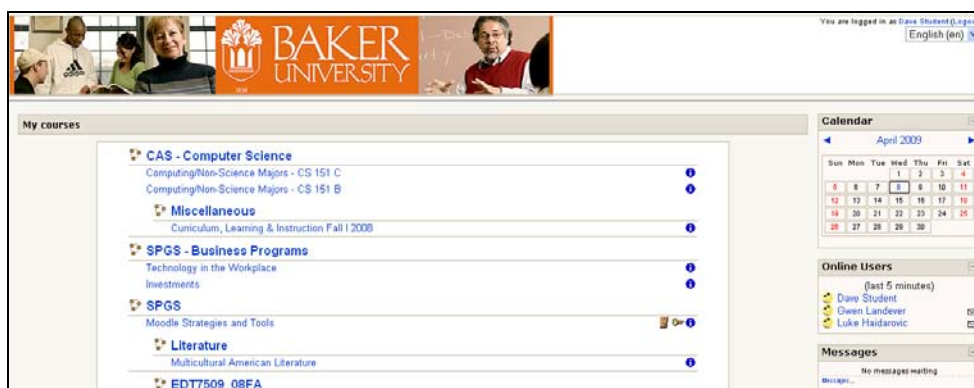 BAKER
UNIVERSITY
You are logged in as Dave Student (Logout
English (en)
My courses
CAS - Computer Science
Computing/Non-Science Majors - CS 151 C
Computing/Non-Science Majors - CS 151 B
Miscellaneous
Curriculum, Learning & Instruction Fall I 2008
SPGS - Business Programs
Technology in the Workplace
Investments
SPGS
Moodle Strategies and Tools
Literature
Multicultural American Literature
EDT7509_08FA
Calendar
April 2009
Sun Mon Tue Wed Thu Fri Sat
1 2 3 4
5 6 7 8 9 10 11
12 13 14 15 16 17 18
19 20 21 22 23 24 25
26 27 28 29 30
Online Users
(last 5 minutes)
Dave Student
Gwen Landever
Luke Haidarovic
Messages
No messages waiting
Messages...